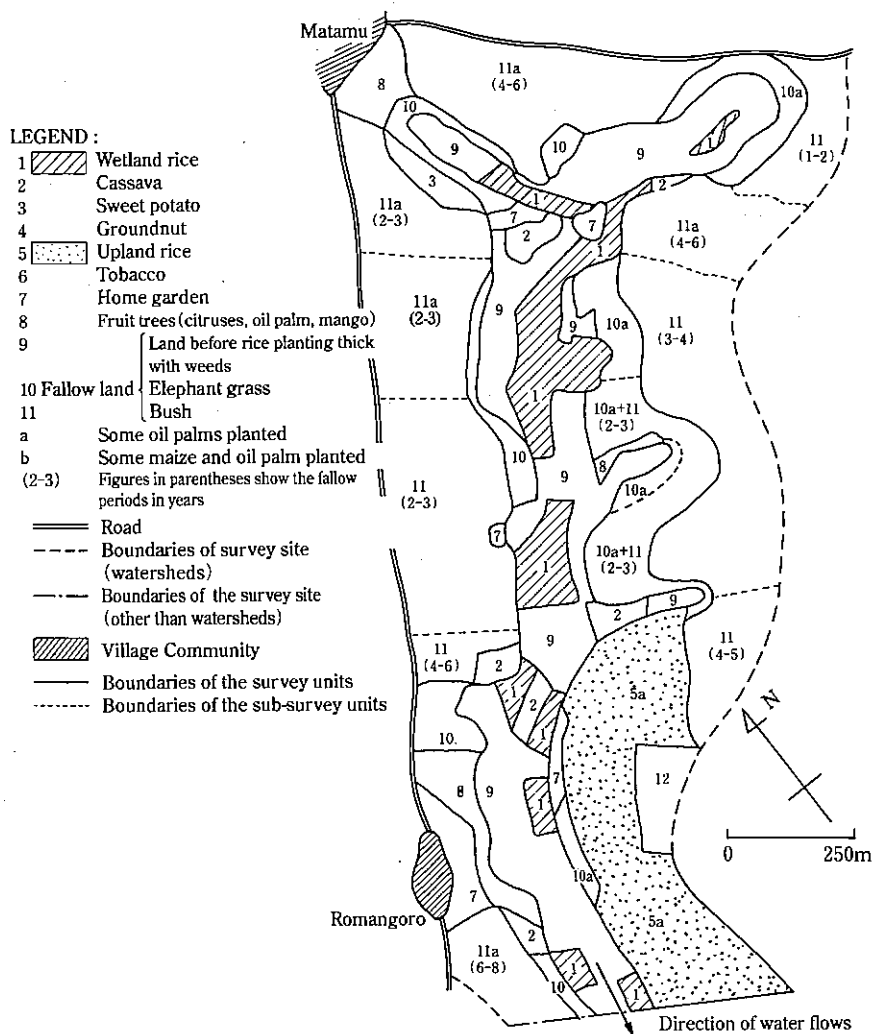 Matamu
11a
(4-6)
8
10
10a
11
(1-2)
9
10
9
1
3
1
2
11a
(2-3)
7
2
7
1
11a
(4-6)
LEGEND :
1 Wetland rice
2 Cassava
3 Sweet potato
4 Groundnut
5 Upland rice
6 Tobacco
7 Home garden
8 Fruit trees (citruses, oil palm, mango)
9 Land before rice planting thick
with weeds
10 Fallow land Elephant grass
11 Bush
a Some oil palms planted
b Some maize and oil palm planted
(2-3) Figures in parentheses show the fallow
periods in years
Road
Boundaries of survey site
(watersheds)
Boundaries of the survey site
(other than watersheds)
Village Community
Boundaries of the survey units
Boundaries of the sub-survey units
11a
(2-3)
9
9
10a
11
(3-4)
1
10a+11
(2-3)
10
9
8
10a
11
(2-3)
7
1
10a+11
(2-3)
2
9
9
11
(4-6)
2
11
(4-5)
1
2
1
5a
N
10.
8
9
7
12
1
0 250m
10a
7
5a
Romangoro
2
11a
(6-8)
10
1
1
Direction of water flows